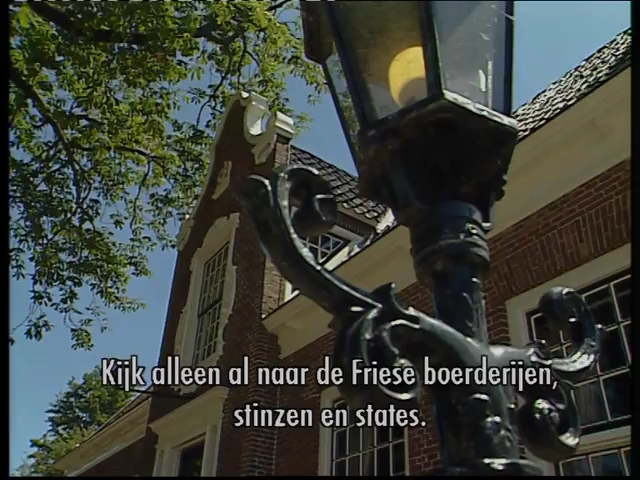 Kijk alleen al naar de Friese boerderijen,
stinzen en states.